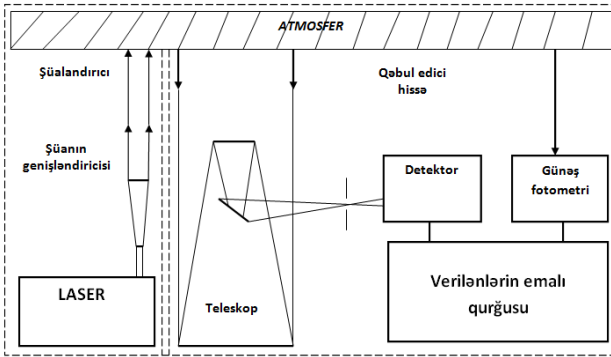 ATMOSFER
Şüalandırıcı
Qəbul edici
hissə
Şüanın
genişləndiricisi
Detektor
Günəş
fotometri
LASER
Teleskop
Verilənlərin emalı
qurğusu